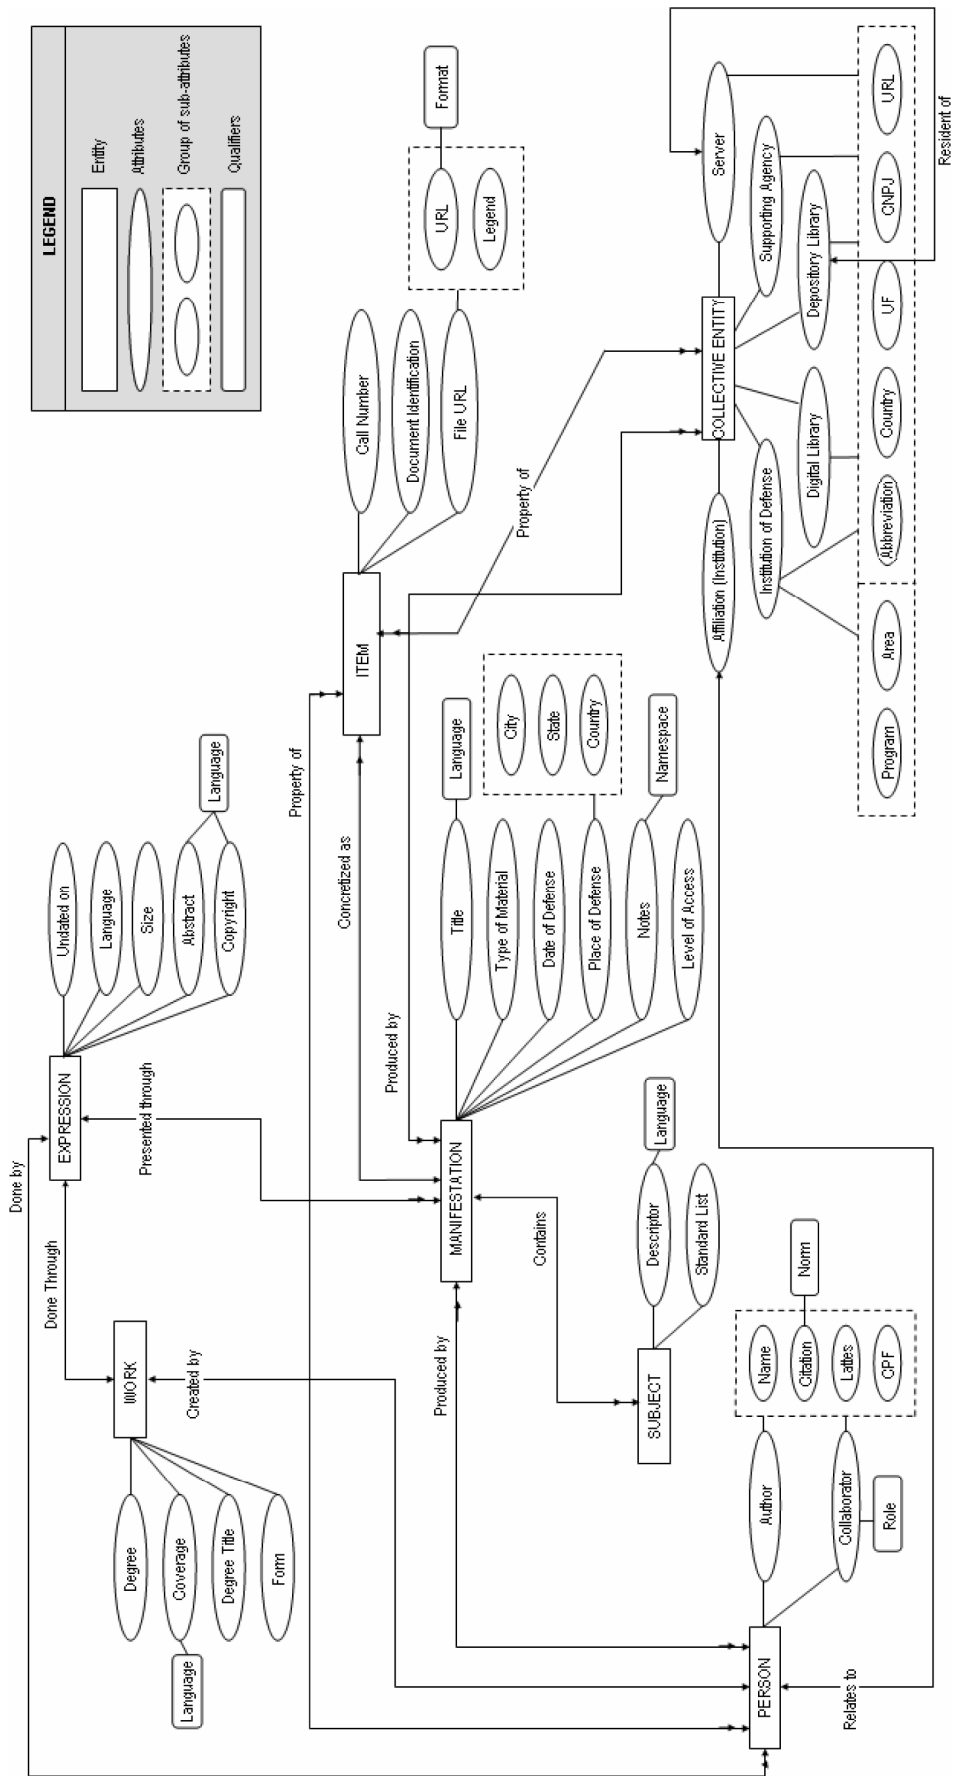 LEGEND
Entity
Attributes
Group of sub-attributes
Qualifiers
Done by
Done Through
EXPRESSION
Undated on
Language
Size
Abstract
Copyright
Language
Presented through
WORK
Degree
Coverage
Degree Title
Form
Language
Created by
Property of
Concretized as
ITEM
Call Number
Document Identification
File URL
URL
Legend
Format
Produced by
Produced by
MANIFESTATION
Title
Type of Material
Date of Defense
Place of Defense
Notes
Level of Access
Language
City
State
Country
Namespace
Property of
Contains
SUBJECT
Descriptor
Standard List
Language
PERSON
Author
Collaborator
Role
Name
Citation
Lattes
CPF
Norm
Relates to
COLLECTIVE ENTITY
Affiliation (Institution)
Server
Institution of Defense
Supporting Agency
Digital Library
Depository Library
Program
Area
Abbreviation
Country
UF
CNPJ
URL
Resident of